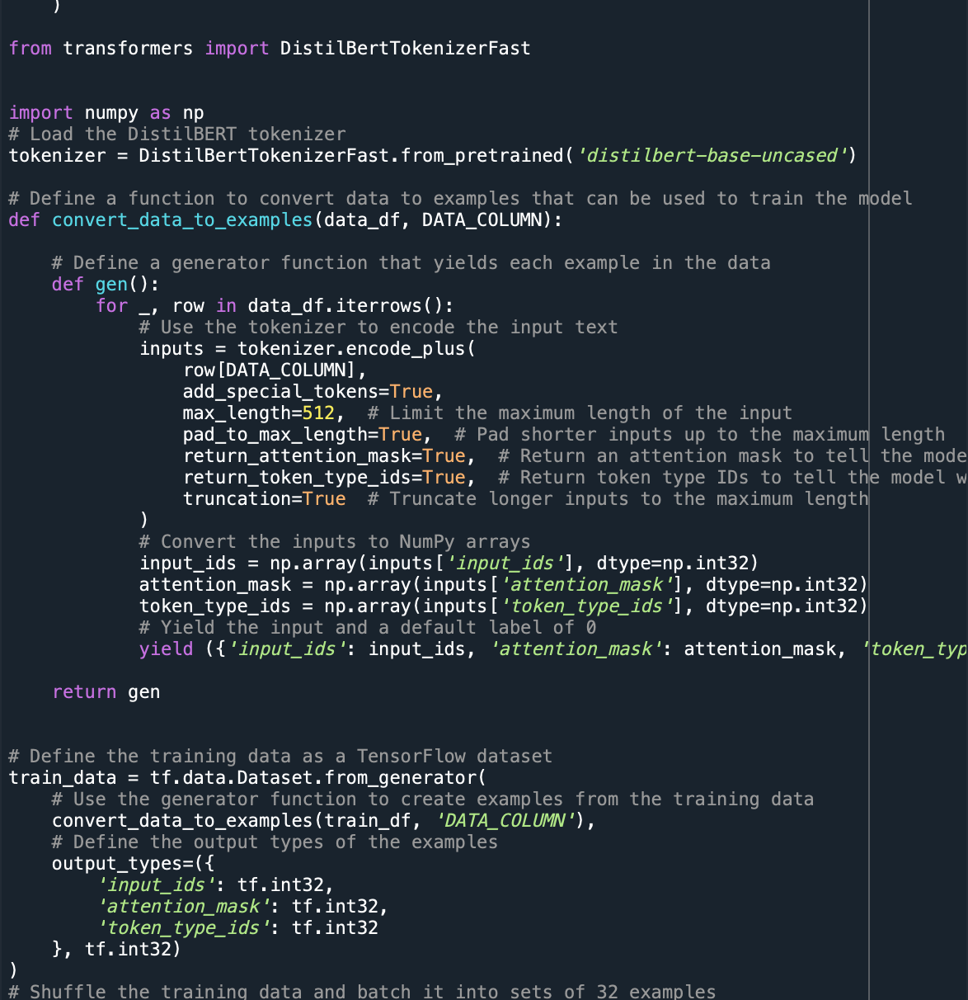 )
from transformers import DistilBertTokenizerFast
import numpy as np
# Load the DistilBERT tokenizer
tokenizer = DistilBertTokenizerFast.from_pretrained('distilbert-base-uncased')
# Define a function to convert data to examples that can be used to train the model
def convert_data_to_examples(data_df, DATA_COLUMN):
    # Define a generator function that yields each example in the data
    def gen():
        for _, row in data_df.iterrows():
            # Use the tokenizer to encode the input text
            inputs = tokenizer.encode_plus(
                row[DATA_COLUMN],
                add_special_tokens=True,
                max_length=512,  # Limit the maximum length of the input
                pad_to_max_length=True,  # Pad shorter inputs up to the maximum length
                return_attention_mask=True,  # Return an attention mask to tell the mode
                return_token_type_ids=True,  # Return token type IDs to tell the model w
                truncation=True  # Truncate longer inputs to the maximum length
            )
            # Convert the inputs to NumPy arrays
            input_ids = np.array(inputs['input_ids'], dtype=np.int32)
            attention_mask = np.array(inputs['attention_mask'], dtype=np.int32)
            token_type_ids = np.array(inputs['token_type_ids'], dtype=np.int32)
            # Yield the input and a default label of 0
            yield ({'input_ids': input_ids, 'attention_mask': attention_mask, 'token_typ
    return gen
# Define the training data as a TensorFlow dataset
train_data = tf.data.Dataset.from_generator(
    # Use the generator function to create examples from the training data
    convert_data_to_examples(train_df, 'DATA_COLUMN'),
    # Define the output types of the examples
    output_types=({
        'input_ids': tf.int32,
        'attention_mask': tf.int32,
        'token_type_ids': tf.int32
    }, tf.int32)
)
# Shuffle the training data and batch it into sets of 32 examples